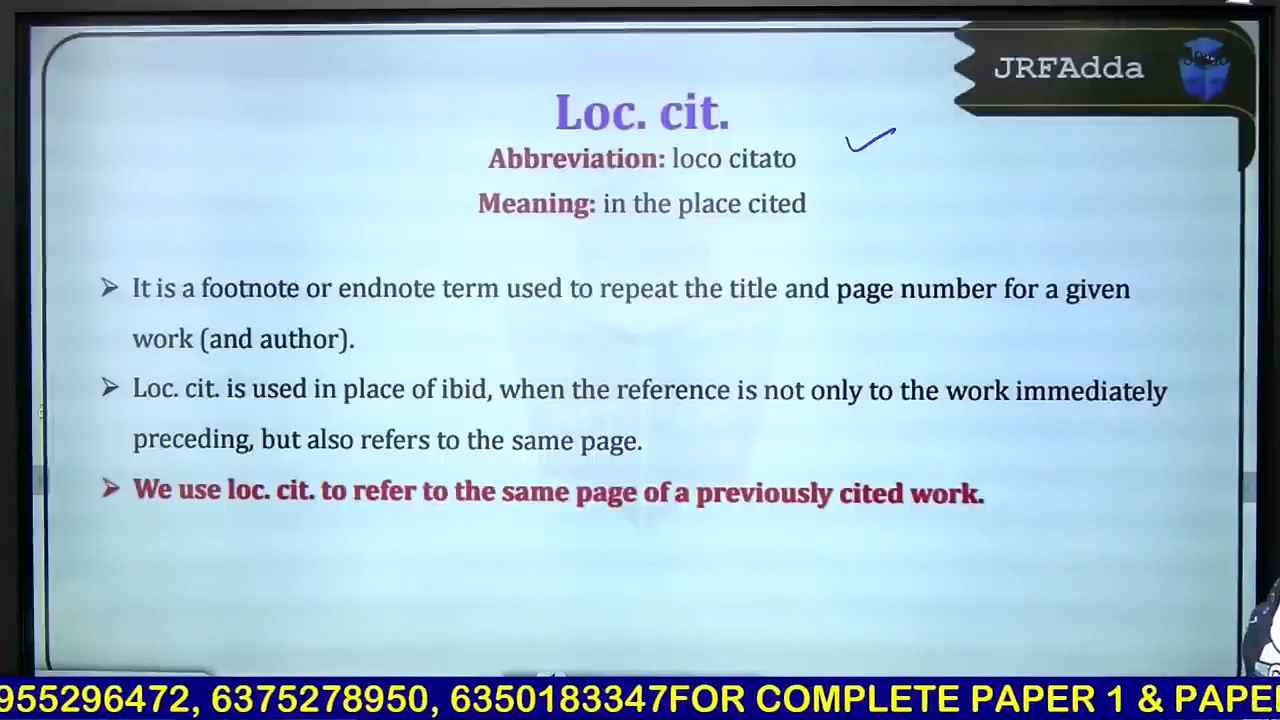 JRFAdda
Loc. cit.
Abbreviation: loco citato
Meaning: in the place cited
➢ It is a footnote or endnote term used to repeat the title and page number for a given
work (and author).
➢ Loc. cit. is used in place of ibid, when the reference is not only to the work immediately
preceding, but also refers to the same page.
➢ We use loc. cit. to refer to the same page of a previously cited work.
955296472, 6375278950, 6350183347FOR COMPLETE PAPER 1 & PAPE